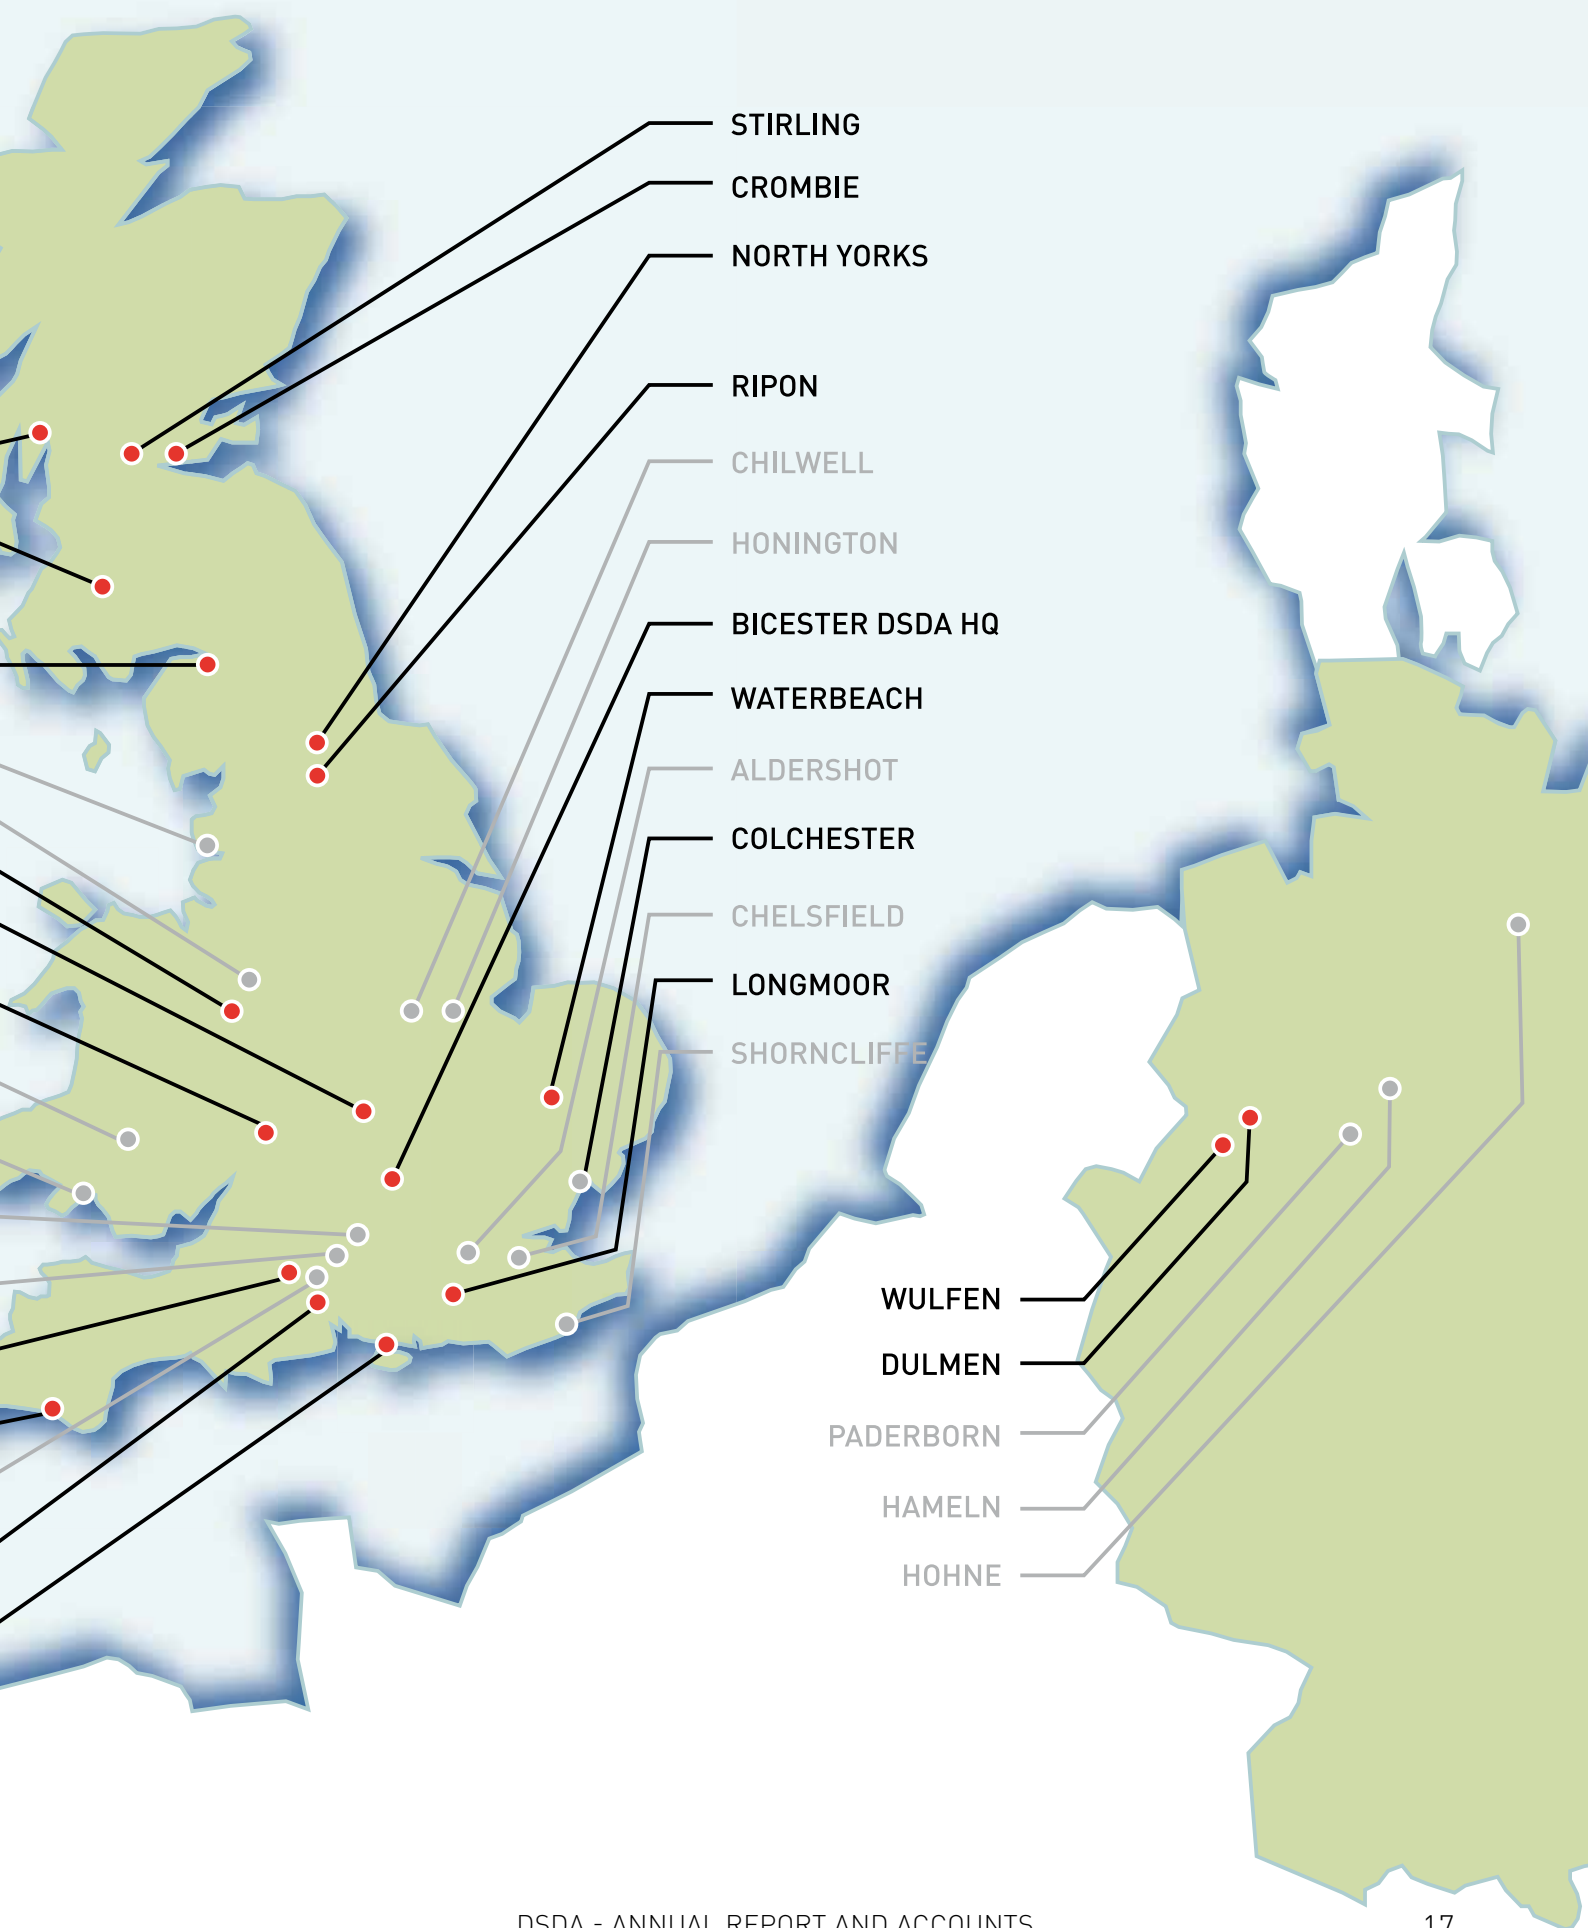 STIRLING
CROMBIE
NORTH YORKS
RIPON
CHILWELL
HONINGTON
BICESTER DSDA HQ
WATERBEACH
ALDERSHOT
COLCHESTER
CHELSFIELD
LONGMOOR
SHORNCLIFFE
WULFEN
DULMEN
PADERBORN
HAMELN
HOHNE
DSDA - ANNUAL REPORT AND ACCOUNTS
17